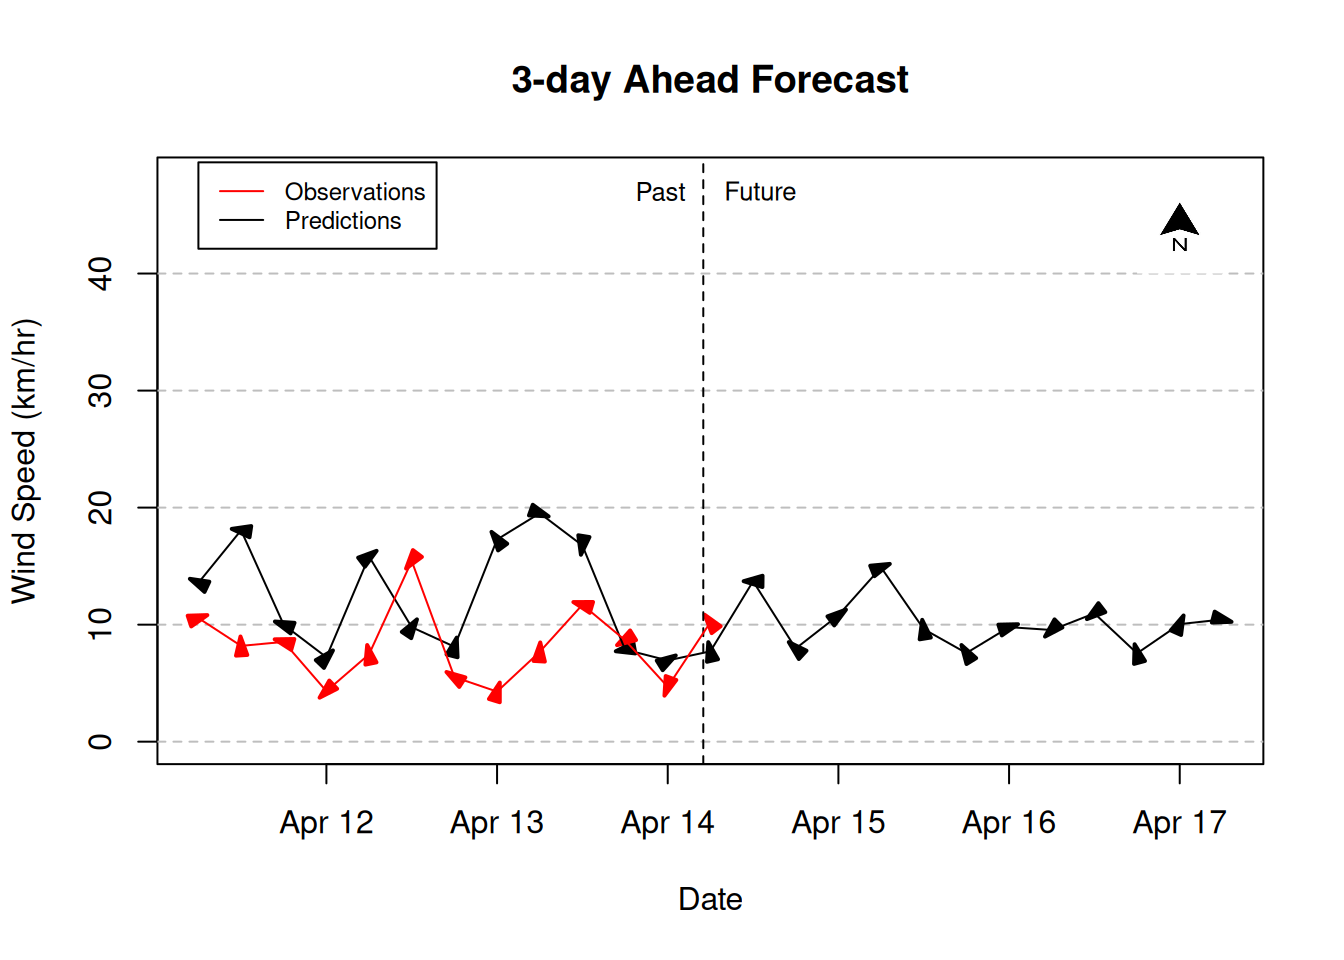 3-day Ahead Forecast
Observations
Predictions
Past
Future
N
Wind Speed (km/hr)
40
30
20
10
0
Apr 12
Apr 13
Apr 14
Apr 15
Apr 16
Apr 17
Date